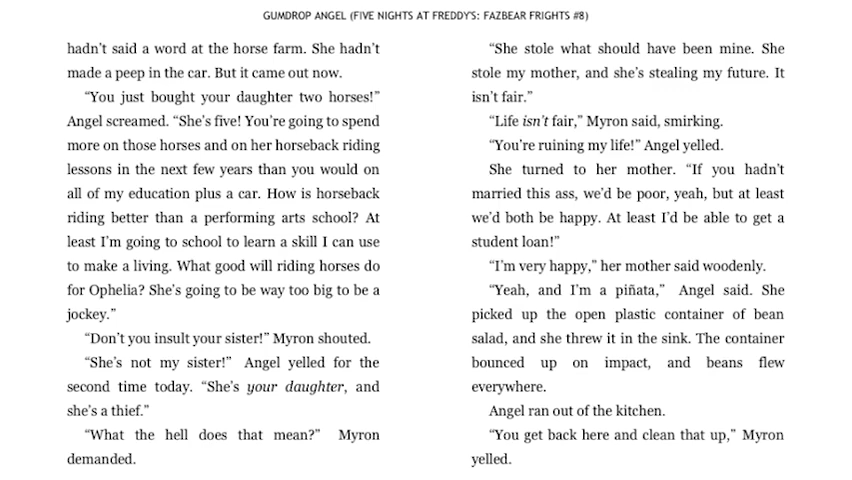 GUMDROP ANGEL (FIVE NIGHTS AT FREDDY'S: FAZBEAR FRIGHTS #8)
hadn't said a word at the horse farm. She hadn't
made a peep in the car. But it came out now.
“You just bought your daughter two horses!”
Angel screamed. “She's five! You're going to spend
more on those horses and on her horseback riding
lessons in the next few years than you would on
all of my education plus a car. How is horseback
riding better than a performing arts school? At
least I'm going to school to learn a skill I can use
to make a living. What good will riding horses do
for Ophelia? She's going to be way too big to be a
jockey.”
“Don't you insult your sister!” Myron shouted.
“She's not my sister!” Angel yelled for the
second time today. “She's your daughter, and
she's a thief.”
“What the hell does that mean?” Myron
demanded.
“She stole what should have been mine. She
stole my mother, and she's stealing my future. It
isn't fair.”
“Life isn't fair,” Myron said, smirking.
“You're ruining my life!” Angel yelled.
She turned to her mother. “If you hadn't
married this ass, we'd be poor, yeah, but at least
we'd both be happy. At least I'd be able to get a
student loan!”
“I'm very happy,” her mother said woodenly.
“Yeah, and I'm a piñata,” Angel said. She
picked up the open plastic container of bean
salad, and she threw it in the sink. The container
bounced up on impact, and beans flew
everywhere.
Angel ran out of the kitchen.
“You get back here and clean that up,” Myron
yelled.